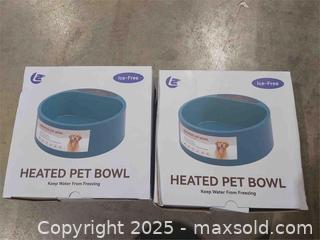 Ice-Free
HEATED PET BOWL
Keep Water From Freezing
Ice-Free
HEATED PET BOWL
Keep Water From Freezing
Copyright 2025 - maxsold.com